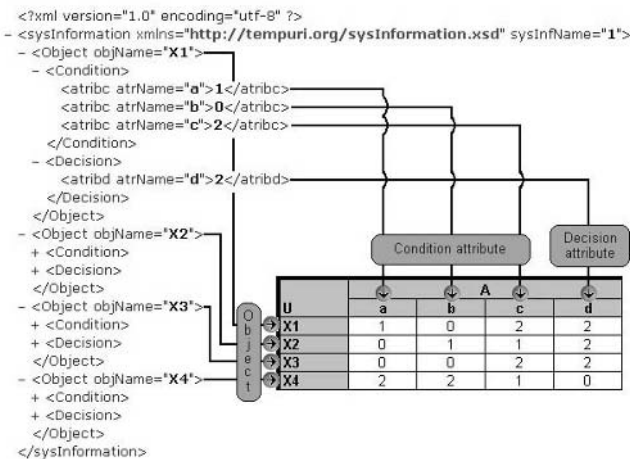 <?xml version="1.0" encoding="utf-8" ?>
- <sysInformation xmlns="http://tempuri.org/sysInformation.xsd" sysInfName="1">
- <Object objName="X1">
- <Condition>
<atribc atrName="a">1</atribc>
<atribc atrName="b">0</atribc>
<atribc atrName="c">2</atribc>
</Condition>
- <Decision>
<atribd atrName="d">2</atribd>
</Decision>
</Object>
- <Object objName="X2">
+ <Condition>
+ <Decision>
</Object>
- <Object objName="X3">
+ <Condition>
+ <Decision>
</Object>
- <Object objName="X4">
+ <Condition>
+ <Decision>
</Object>
</sysInformation>
Condition attribute
Decision
attribute
Object
A
U a b c d
X1 1 0 2 2
X2 0 1 1 2
X3 0 0 2 2
X4 2 2 1 0